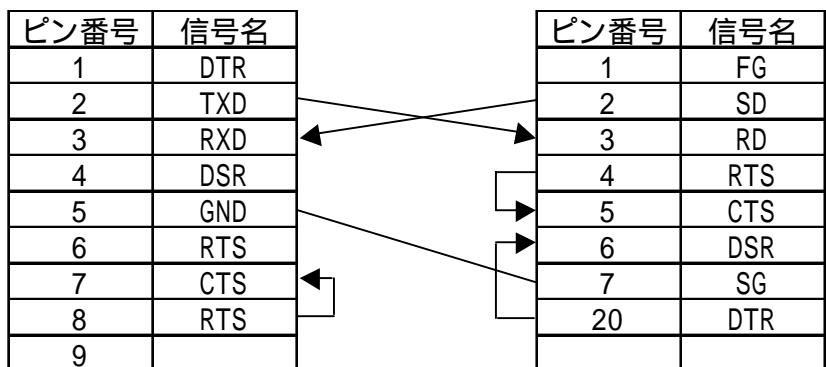 ピン番号 信号名 ピン番号 信号名
1 DTR 1 FG
2 TXD 2 SD
3 RXD 3 RD
4 DSR 4 RTS
5 GND 5 CTS
6 RTS 6 DSR
7 CTS 7 SG
8 RTS 20 DTR
9